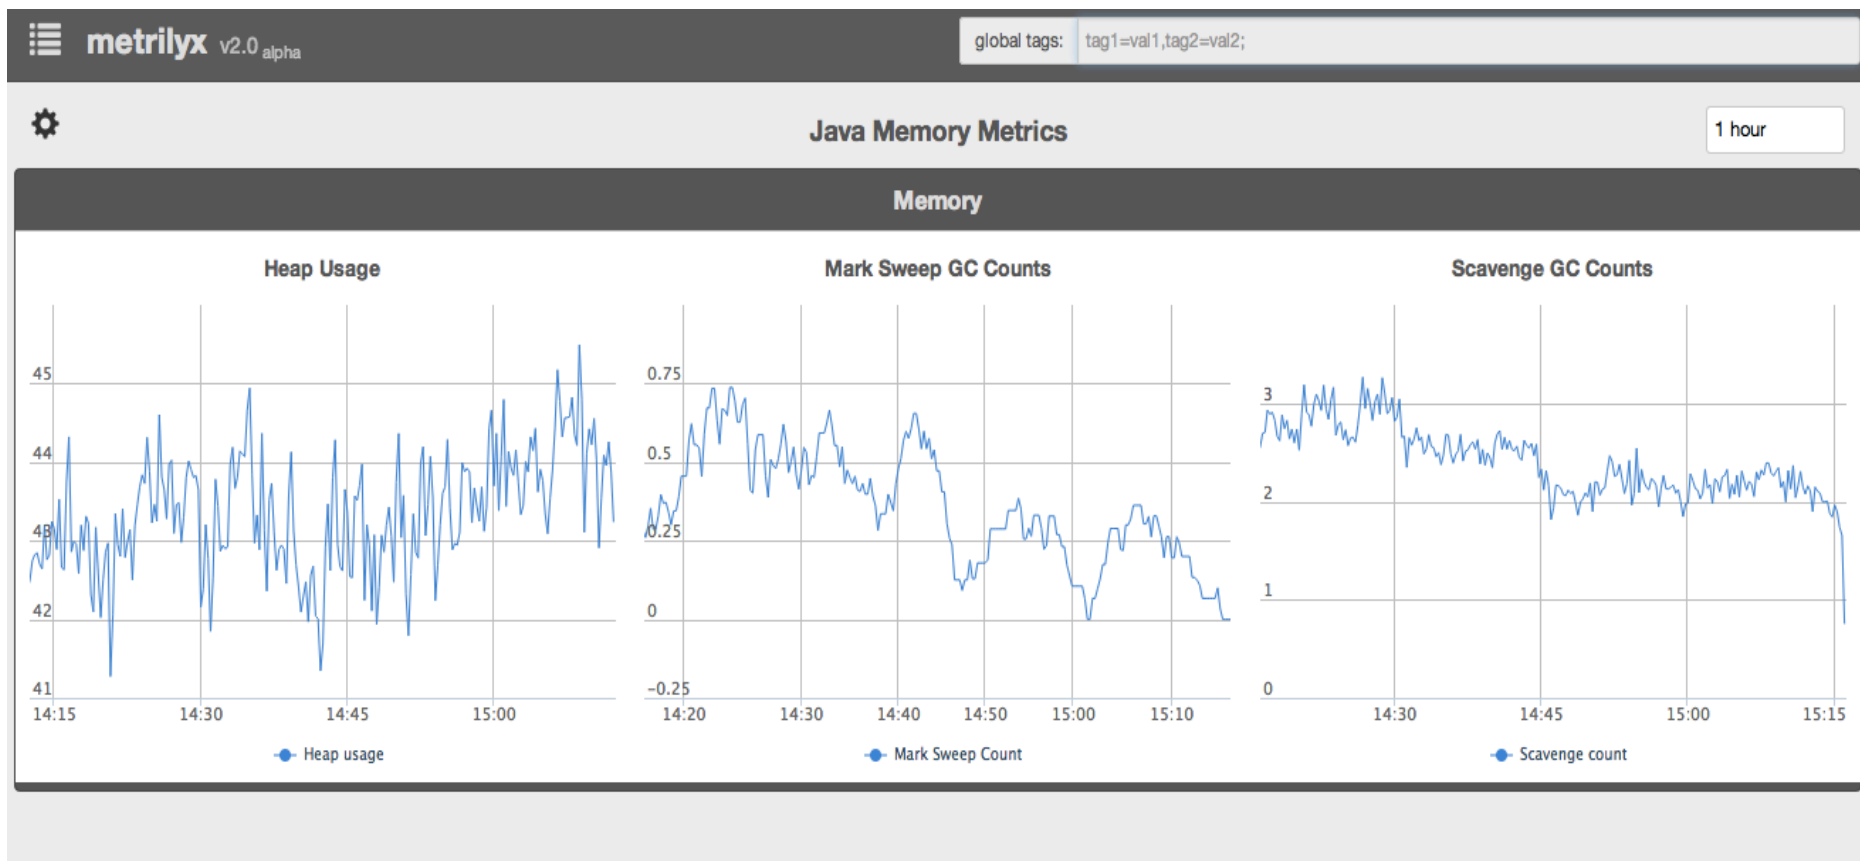 metrilyx v2.0 alpha
global tags: tag1=val1,tag2=val2;
Java Memory Metrics
1 hour
Memory
Heap Usage
45
44
43
42
41
14:15 14:30 14:45 15:00
Heap usage
Mark Sweep GC Counts
0.75
0.5
0.25
0
-0.25
14:20 14:30 14:40 14:50 15:00 15:10
Mark Sweep Count
Scavenge GC Counts
3
2
1
0
14:30 14:45 15:00 15:15
Scavenge count